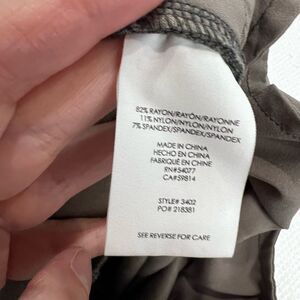 82% RAYON/RAYÓN/RAYONNE
11% NYLON/NYLON/NYLON
7% SPANDEX/SPANDEX/SPANDEX
MADE IN CHINA
HECHO EN CHINA
FABRIQUÉ EN CHINE
RN#54077
CA#59814
STYLE# 3402
PO# 218381
SEE REVERSE FOR CARE